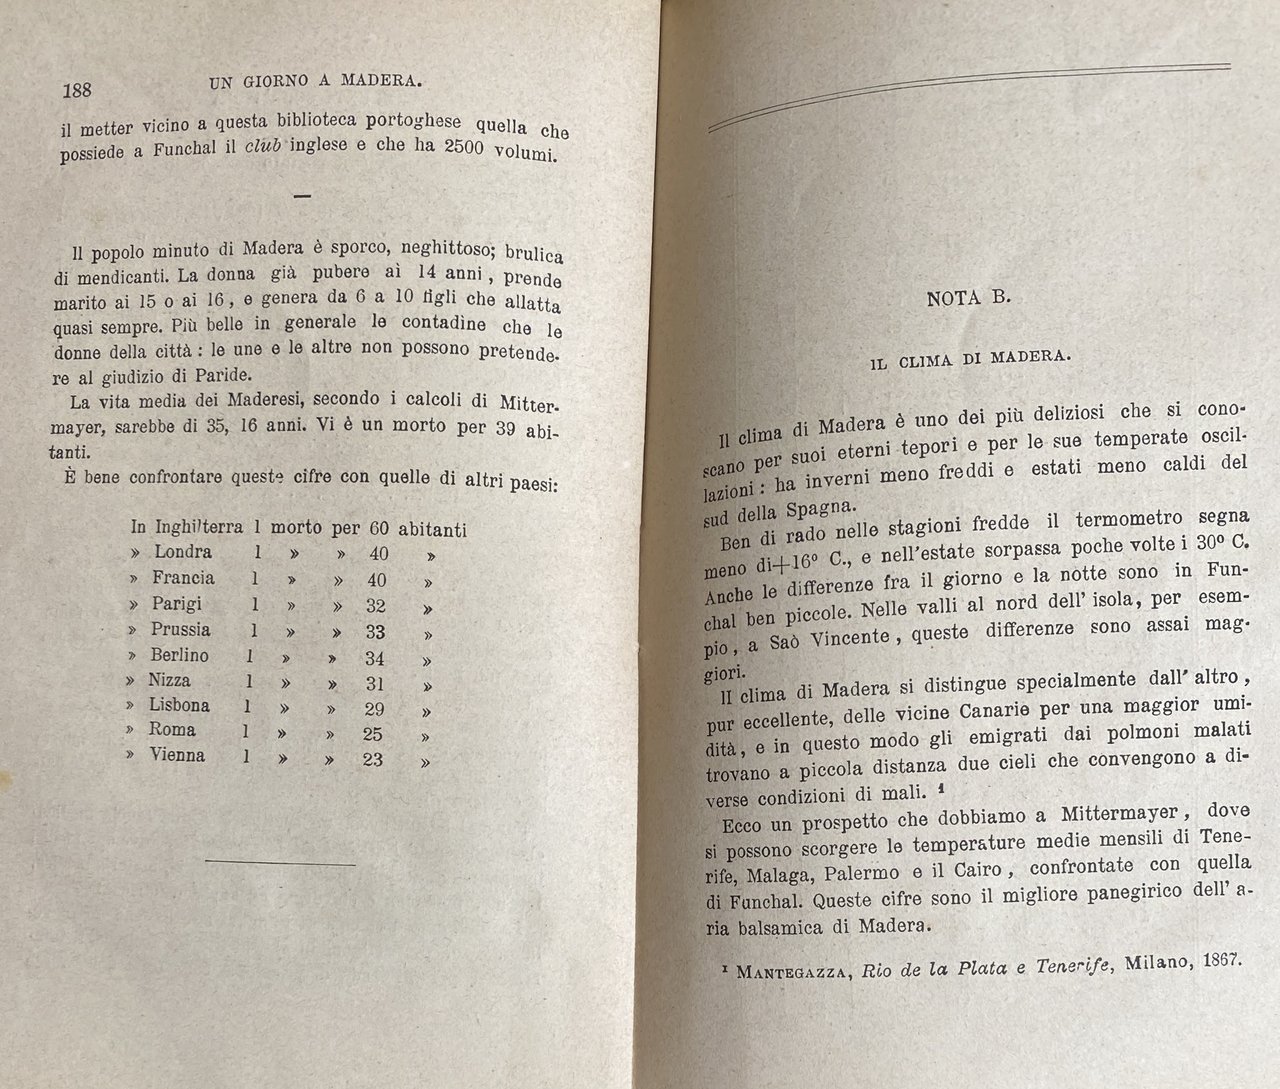 188
UN GIORNO A MADERA.
il metter vicino a questa biblioteca portoghese quella che
possiede a Funchal il club inglese e che ha 2500 volumi.
—
Il popolo minuto di Madera è sporco, neghittoso; brulica
di mendicanti. La donna già pubere ai 14 anni, prende
marito ai 15 o ai 16, e genera da 6 a 10 figli che allatta
quasi sempre. Più belle in generale le contadine che le
donne della città: le une e le altre non possono pretende-
re al giudizio di Paride.
La vita media dei Maderesi, secondo i calcoli di Mitter-
mayer, sarebbe di 35, 16 anni. Vi è un morto per 39 abi-
tanti.
È bene confrontare queste cifre con quelle di altri paesi:
In Inghilterra 1 morto per 60 abitanti
» Londra 1 » » 40 »
» Francia 1 » » 40 »
» Parigi 1 » » 32 »
» Prussia 1 » » 33 »
» Berlino 1 » » 34 »
» Nizza 1 » » 31 »
» Lisbona 1 » » 29 »
» Roma 1 » » 25 »
» Vienna 1 » » 23 »
NOTA B.
IL CLIMA DI MADERA.
Il clima di Madera è uno dei più deliziosi che si cono-
scano per suoi eterni tepori e per le sue temperate oscil-
lazioni: ha inverni meno freddi e estati meno caldi del
sud della Spagna.
Ben di rado nelle stagioni fredde il termometro segna
meno di+16° C., e nell'estate sorpassa poche volte i 30° C.
Anche le differenze fra il giorno e la notte sono in Fun-
chal ben piccole. Nelle valli al nord dell' isola, per esem-
pio, a Saò Vincente, queste differenze sono assai mag-
giori.
Il clima di Madera si distingue specialmente dall' altro,
pur eccellente, delle vicine Canarie per una maggior umi-
dità, e in questo modo gli emigrati dai polmoni malati
trovano a piccola distanza due cieli che convengono a di-
verse condizioni di mali. 1
Ecco un prospetto che dobbiamo a Mittermayer, dove
si possono scorgere le temperature medie mensili di Tene-
rife, Malaga, Palermo e il Cairo, confrontate con quella
di Funchal. Queste cifre sono il migliore panegirico dell' a-
ria balsamica di Madera.
1 MANTEGAZZA, Rio de la Plata e Tenerife, Milano, 1867.